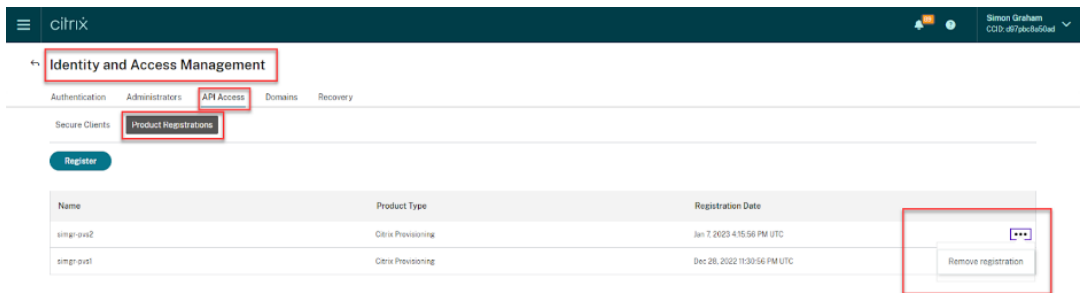 citrix
Simon Graham
CCID: d97pbc8a50ad
Identity and Access Management
Authentication Administrators API Access Domains Recovery
Secure Clients Product Registrations
Register
Name Product Type Registration Date
simgr-pvs2 Citrix Provisioning Jan 7, 2023 4:15:56 PM UTC
simgr-pvs1 Citrix Provisioning Dec 28, 2022 11:30:56 PM UTC
Remove registration